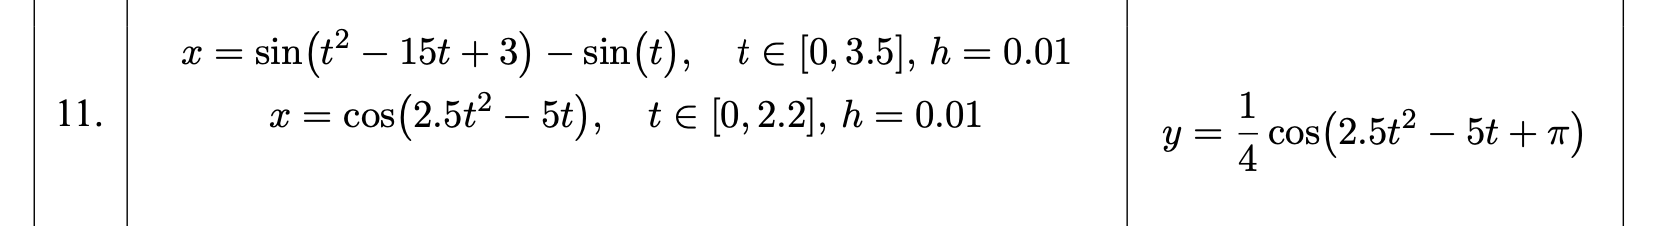 x = sin(t² − 15t + 3) − sin(t), t ∈ [0, 3.5], h = 0.01
11.
x = cos(2.5t² − 5t), t ∈ [0, 2.2], h = 0.01
y = 1/4 cos(2.5t² − 5t + π)